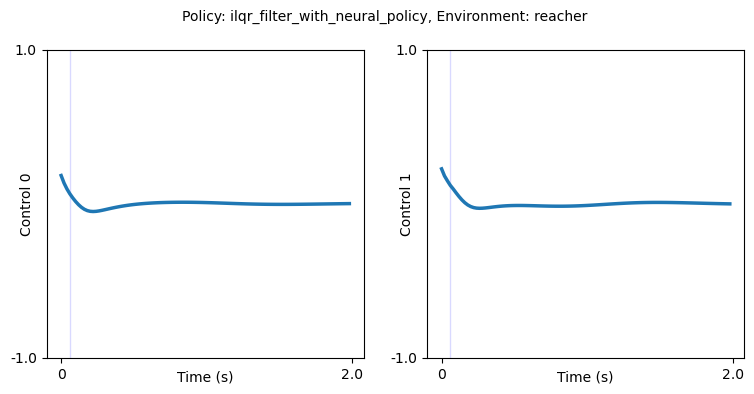 Policy: ilqr_filter_with_neural_policy, Environment: reacher
1.0
Control 0
-1.0
0
Time (s)
2.0
1.0
Control 1
-1.0
0
Time (s)
2.0